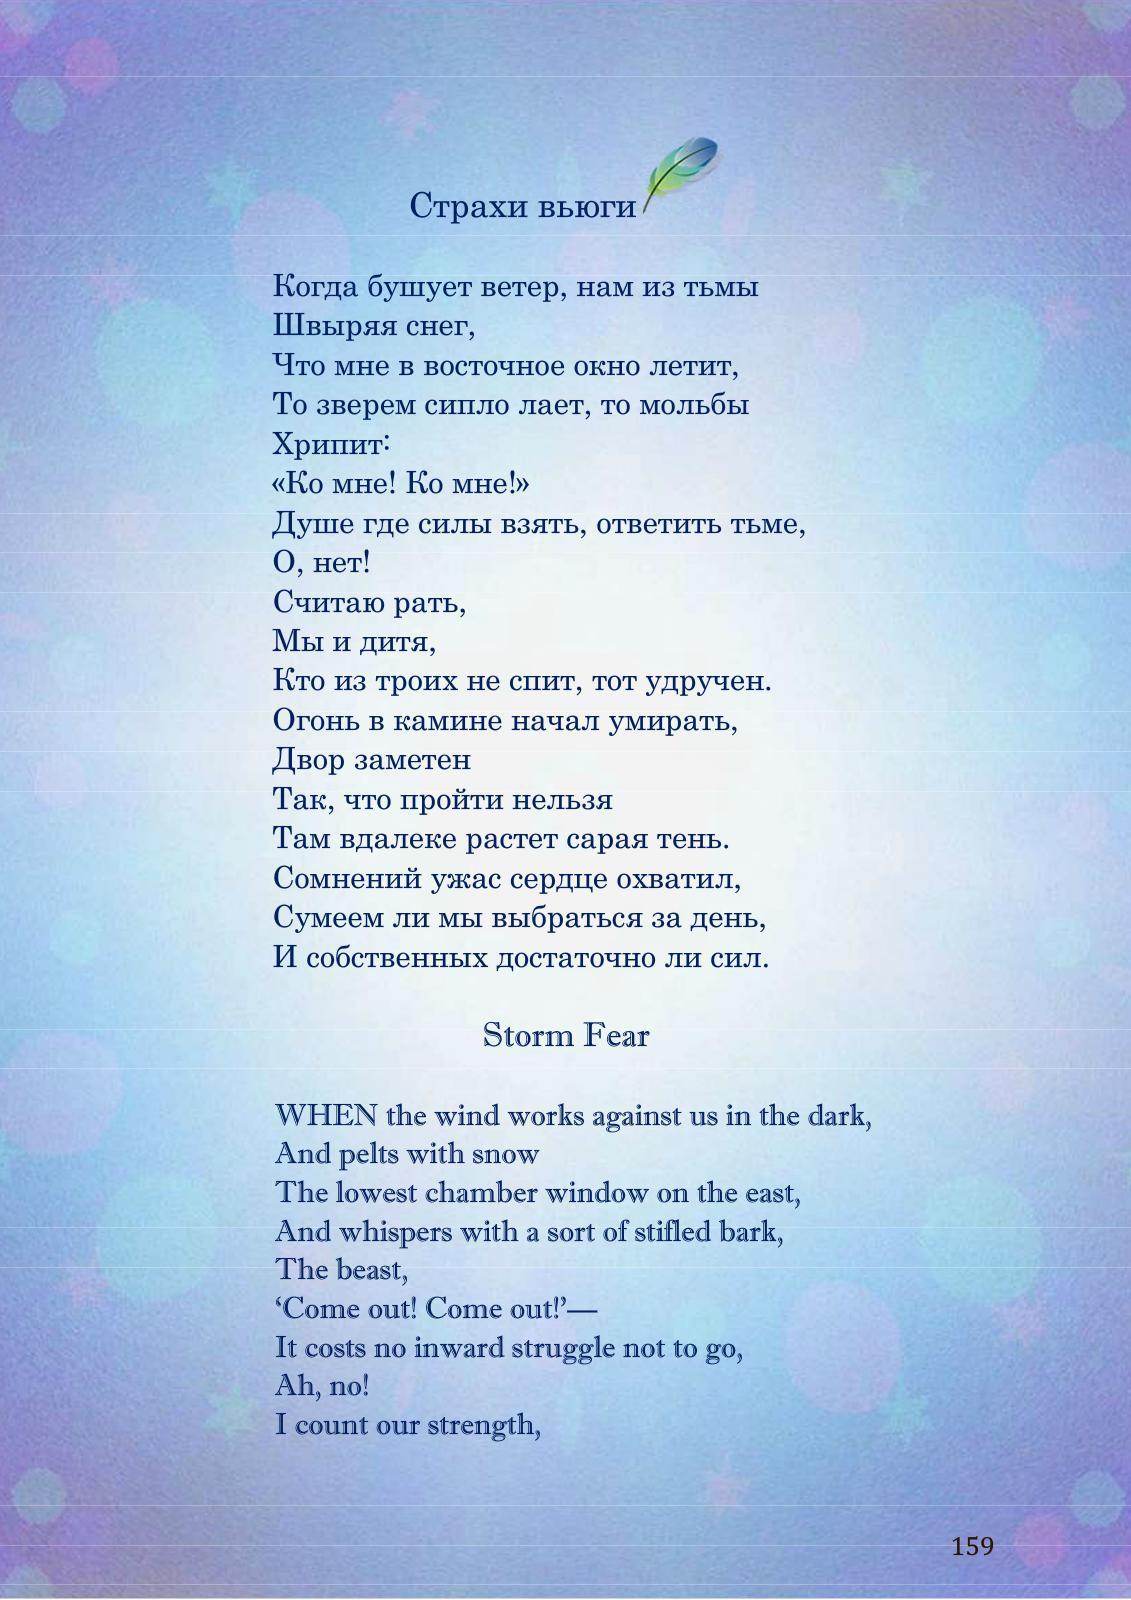 Страхи вьюги
Когда бушует ветер, нам из тьмы
Швыряя снег,
Что мне в восточное окно летит,
То зверем сипло лает, то мольбы
Хрипит:
«Ко мне! Ко мне!»
Душе где силы взять, ответить тьме,
О, нет!
Считаю рать,
Мы и дитя,
Кто из троих не спит, тот удручен.
Огонь в камине начал умирать,
Двор заметен
Так, что пройти нельзя
Там вдалеке растет сарая тень.
Сомнений ужас сердце охватил,
Сумеем ли мы выбраться за день,
И собственных достаточно ли сил.
Storm Fear
WHEN the wind works against us in the dark,
And pelts with snow
The lowest chamber window on the east,
And whispers with a sort of stifled bark,
The beast,
‘Come out! Come out!’—
It costs no inward struggle not to go,
Ah, no!
I count our strength,
159